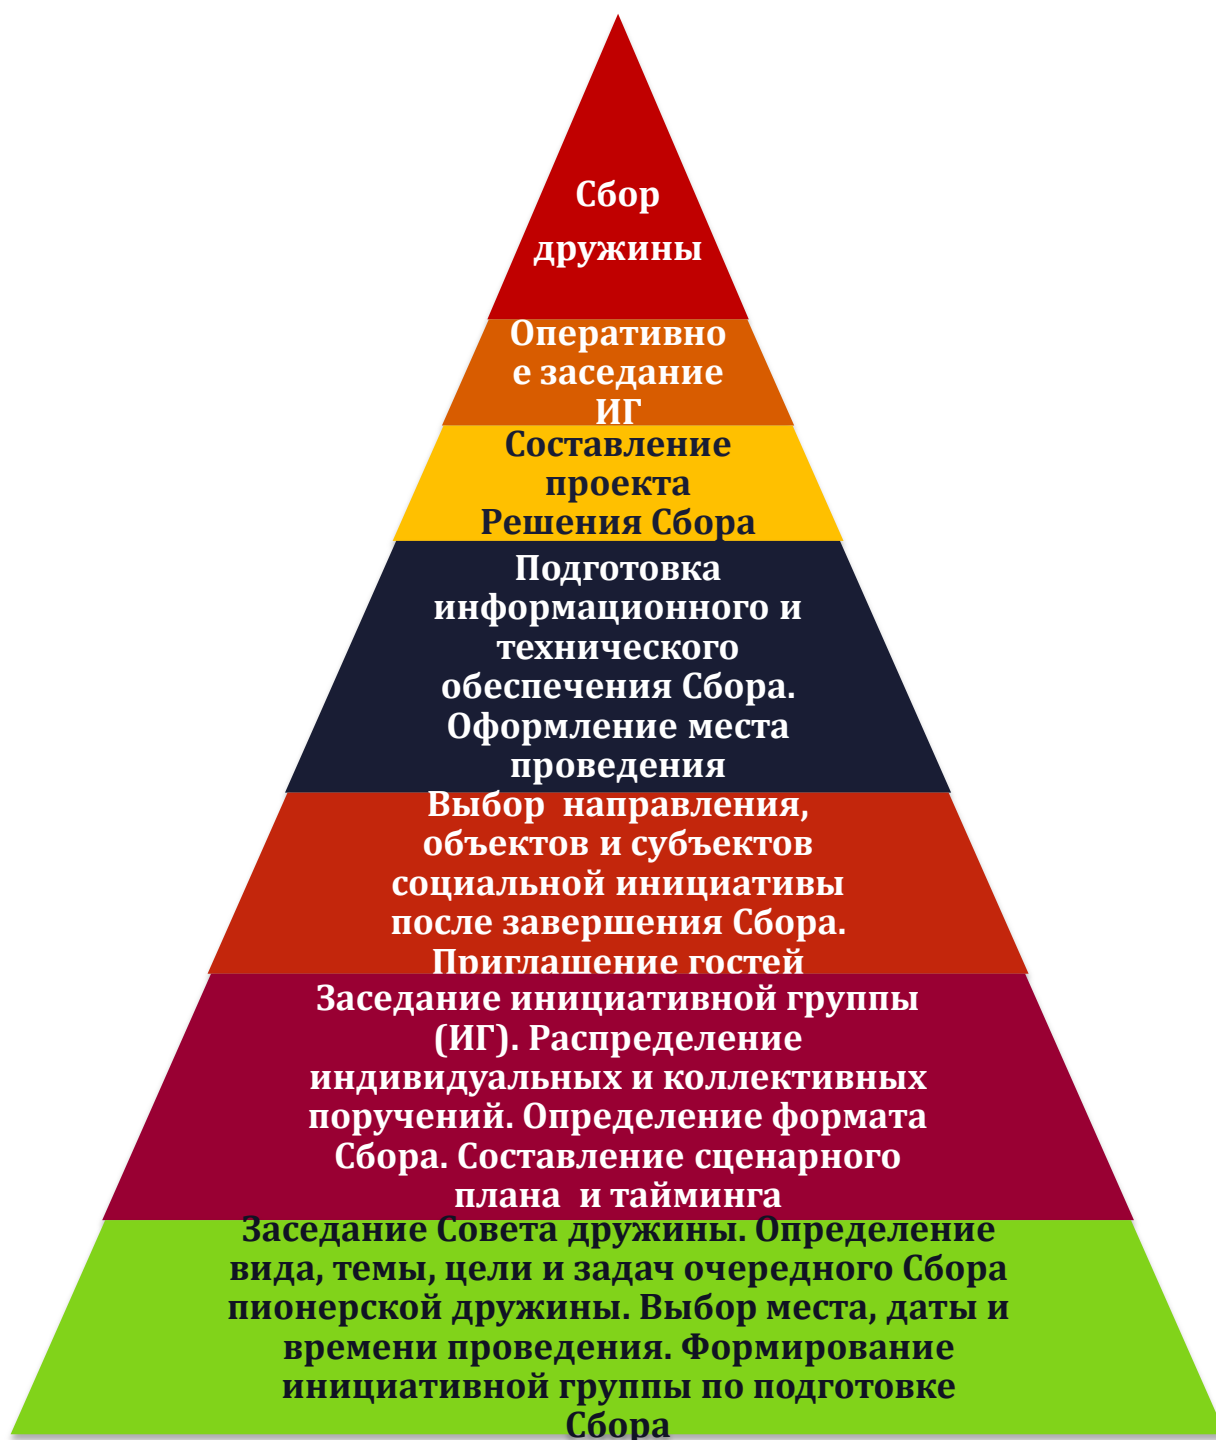 Сбор
дружины
Оперативно
е заседание
ИГ
Составление
проекта
Решения Сбора
Подготовка
информационного и
технического
обеспечения Сбора.
Оформление места
проведения
Выбор  направления,
объектов и субъектов
социальной инициативы
после завершения Сбора.
Приглашение гостей
Заседание инициативной группы
(ИГ). Распределение
индивидуальных и коллективных
поручений. Определение формата
Сбора. Составление сценарного
плана  и тайминга
Заседание Совета дружины. Определение
вида, темы, цели и задач очередного Сбора
пионерской дружины. Выбор места, даты и
времени проведения. Формирование
инициативной группы по подготовке
Сбора